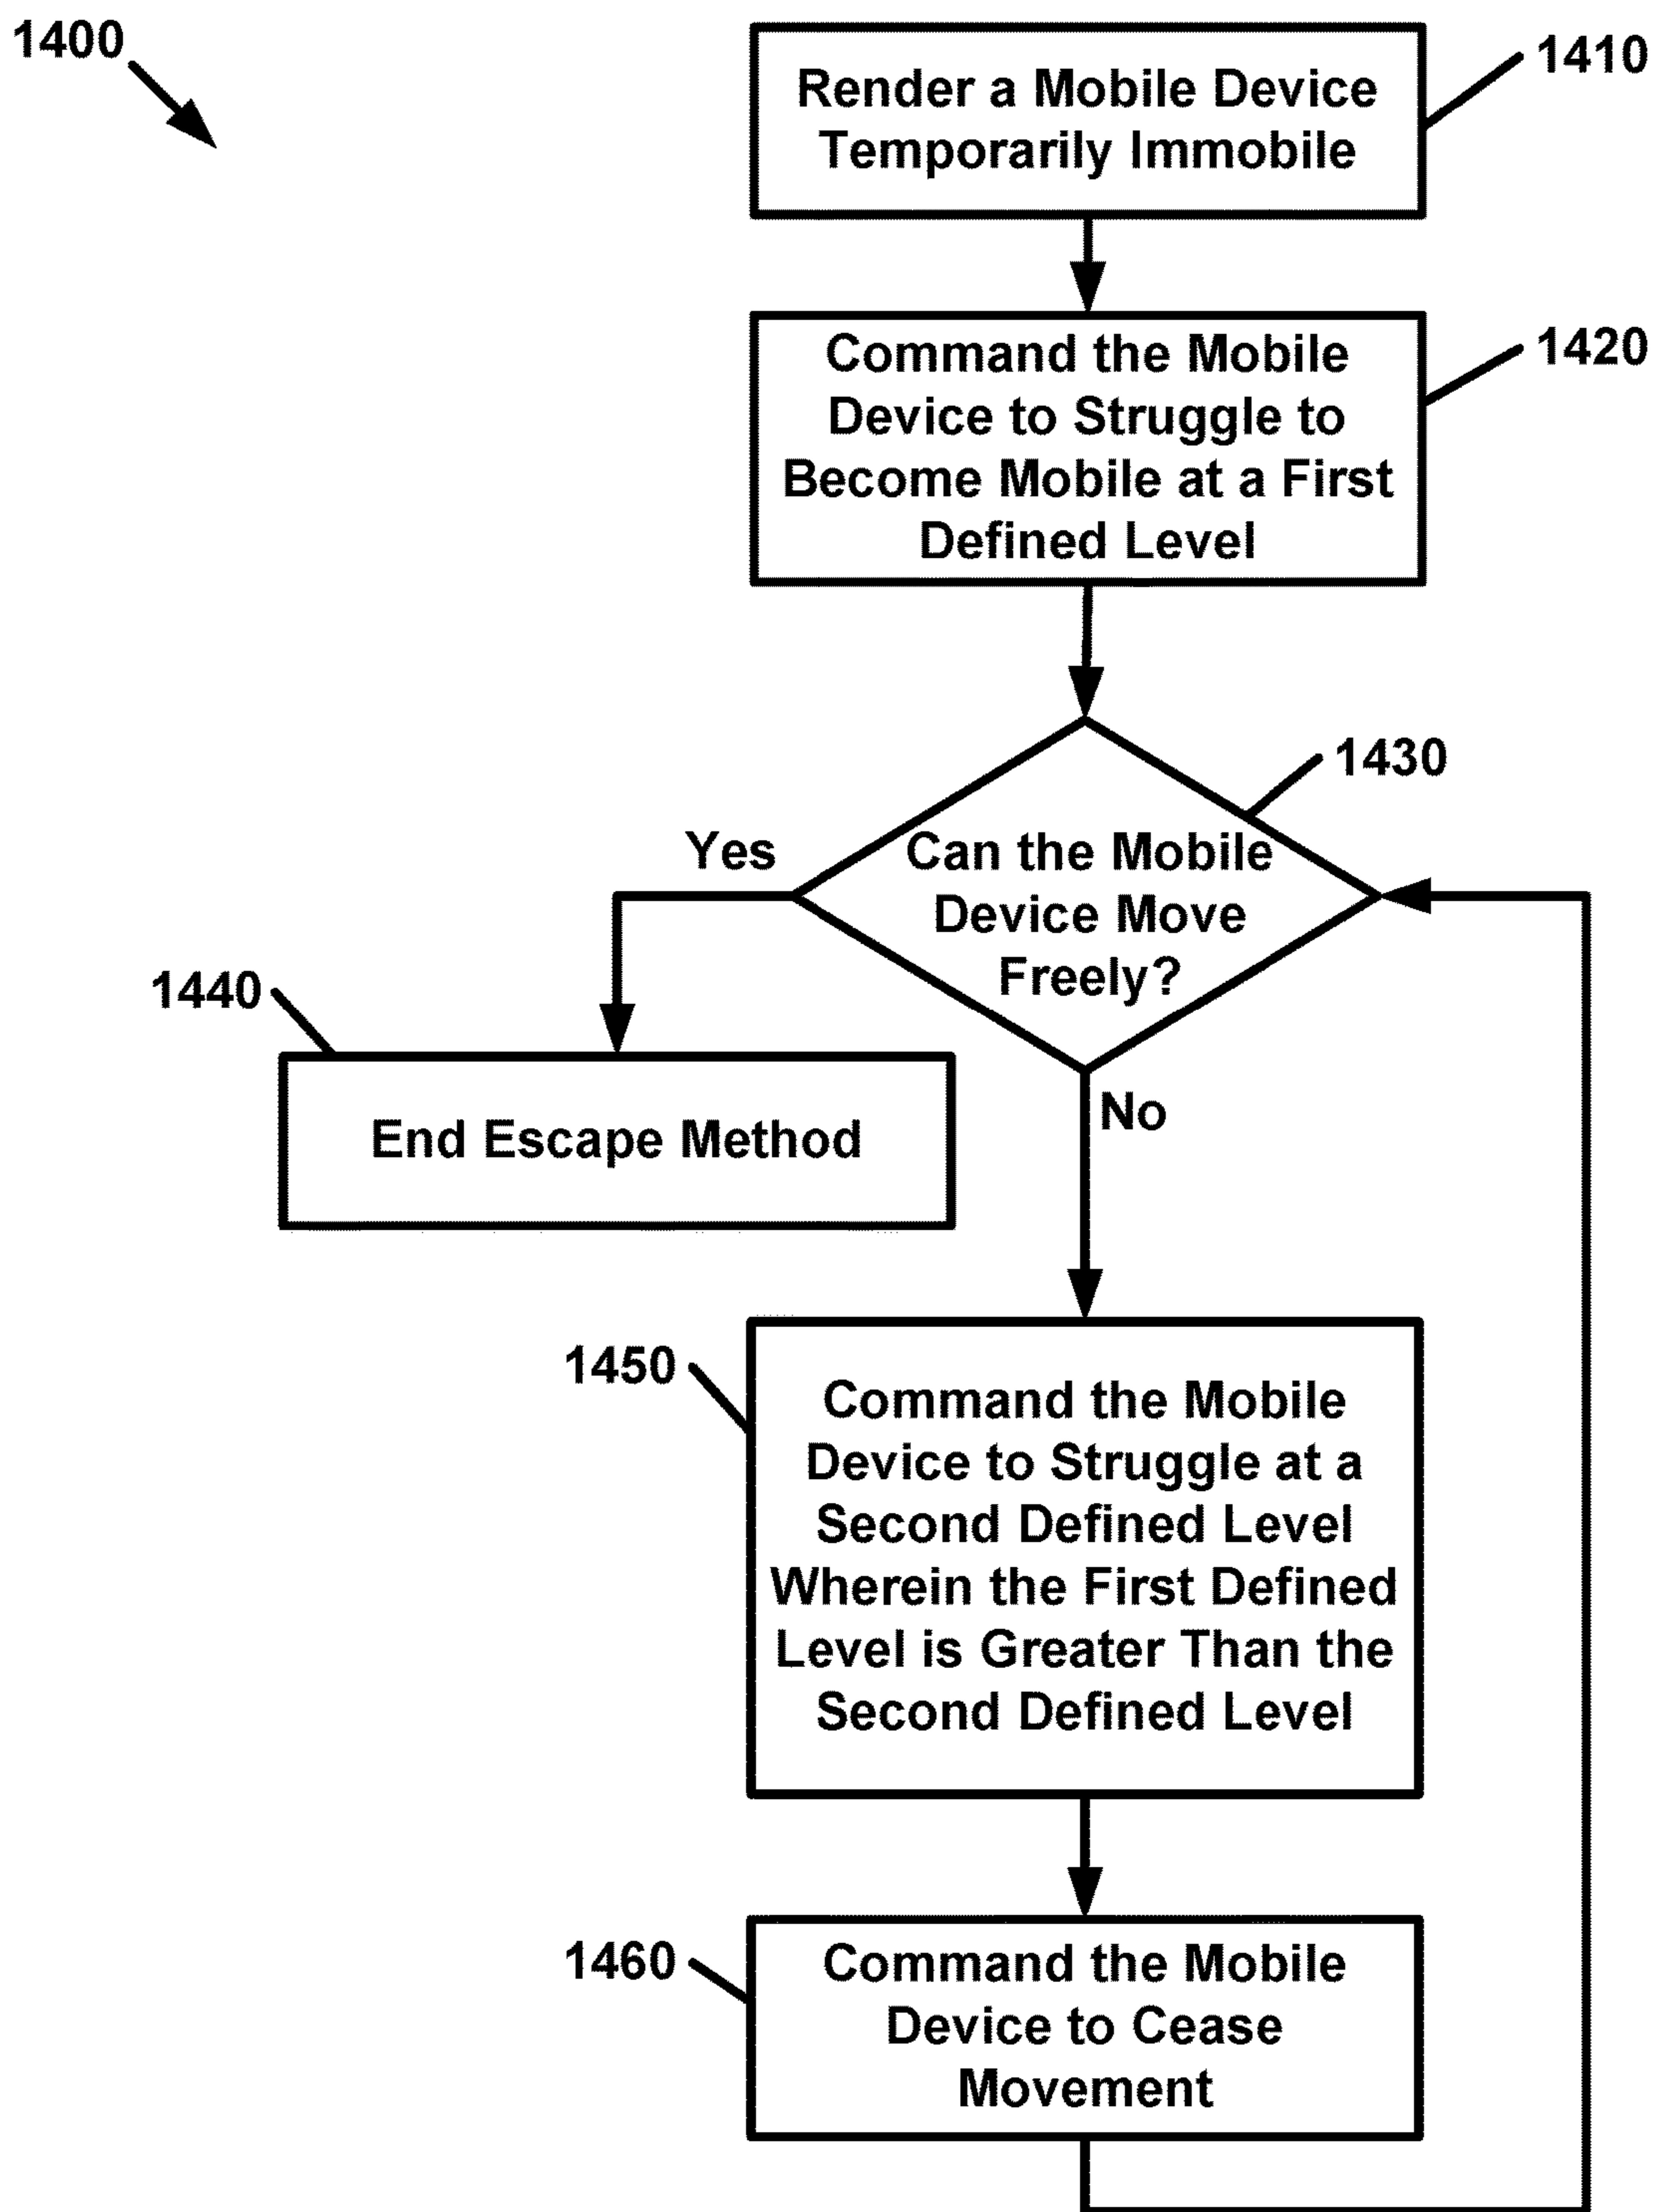 1400
Render a Mobile Device
Temporarily Immobile
1410
Command the Mobile
Device to Struggle to
Become Mobile at a First
Defined Level
1420
1430
Can the Mobile
Device Move
Freely?
Yes
1440
End Escape Method
No
1450
Command the Mobile
Device to Struggle at a
Second Defined Level
Wherein the First Defined
Level is Greater Than the
Second Defined Level
1460
Command the Mobile
Device to Cease
Movement